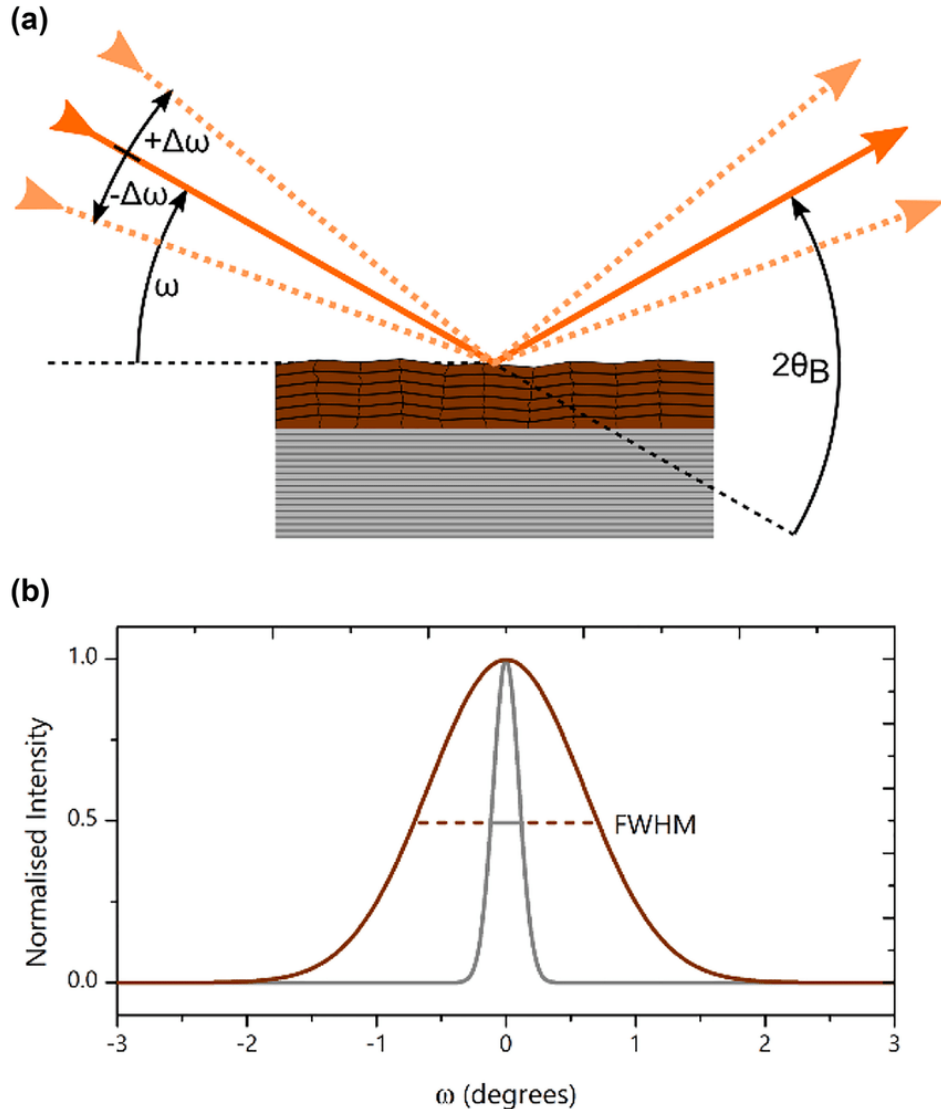 (a)
+Δω
-Δω
ω
2θB
(b)
Normalised Intensity
1.0
0.5
0.0
FWHM
-3 -2 -1 0 1 2 3
ω (degrees)